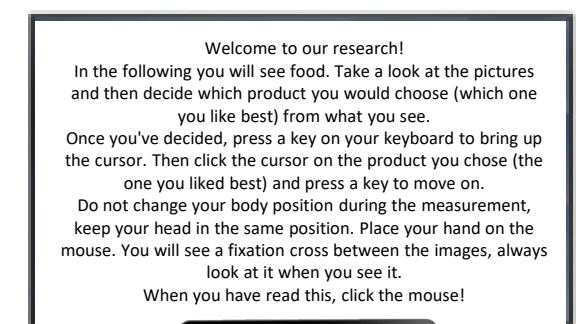 Welcome to our research!
In the following you will see food. Take a look at the pictures
and then decide which product you would choose (which one
you like best) from what you see.
Once you've decided, press a key on your keyboard to bring up
the cursor. Then click the cursor on the product you chose (the
one you liked best) and press a key to move on.
Do not change your body position during the measurement,
keep your head in the same position. Place your hand on the
mouse. You will see a fixation cross between the images, always
look at it when you see it.
When you have read this, click the mouse!